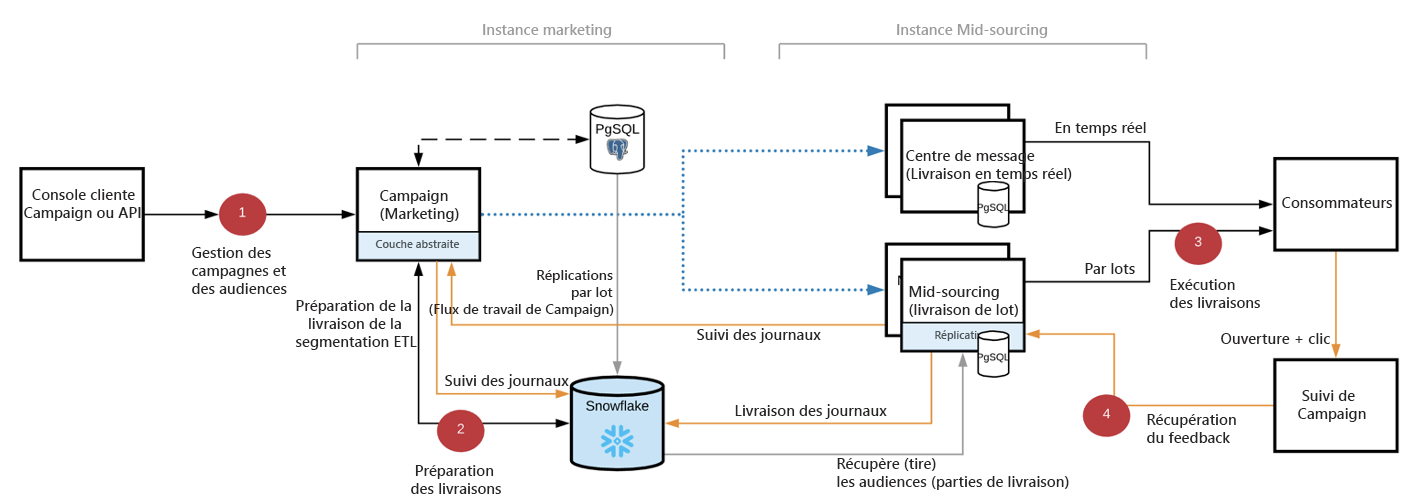 Instance marketing
Instance Mid-sourcing
PgSQL
En temps réel
Centre de message
(Livraison en temps réel)
PgSQL
Console cliente
Campaign ou API
1
Campaign
(Marketing)
Couche abstraite
Consommateurs
Gestion des
campagnes et
des audiences
3
Par lots
Réplications
par lot
(Flux de travail de Campaign)
Préparation de la
livraison de la
segmentation ETL
Mid-sourcing
(livraison de lot)
PgSQL
Exécution
des livraisons
Suivi des journaux
Ouverture + clic
Suivi des journaux
Snowflake
Livraison des journaux
2
4
Récupération
du feedback
Suivi de
Campaign
Préparation
des livraisons
Récupère (tire)
les audiences (parties de livraison)